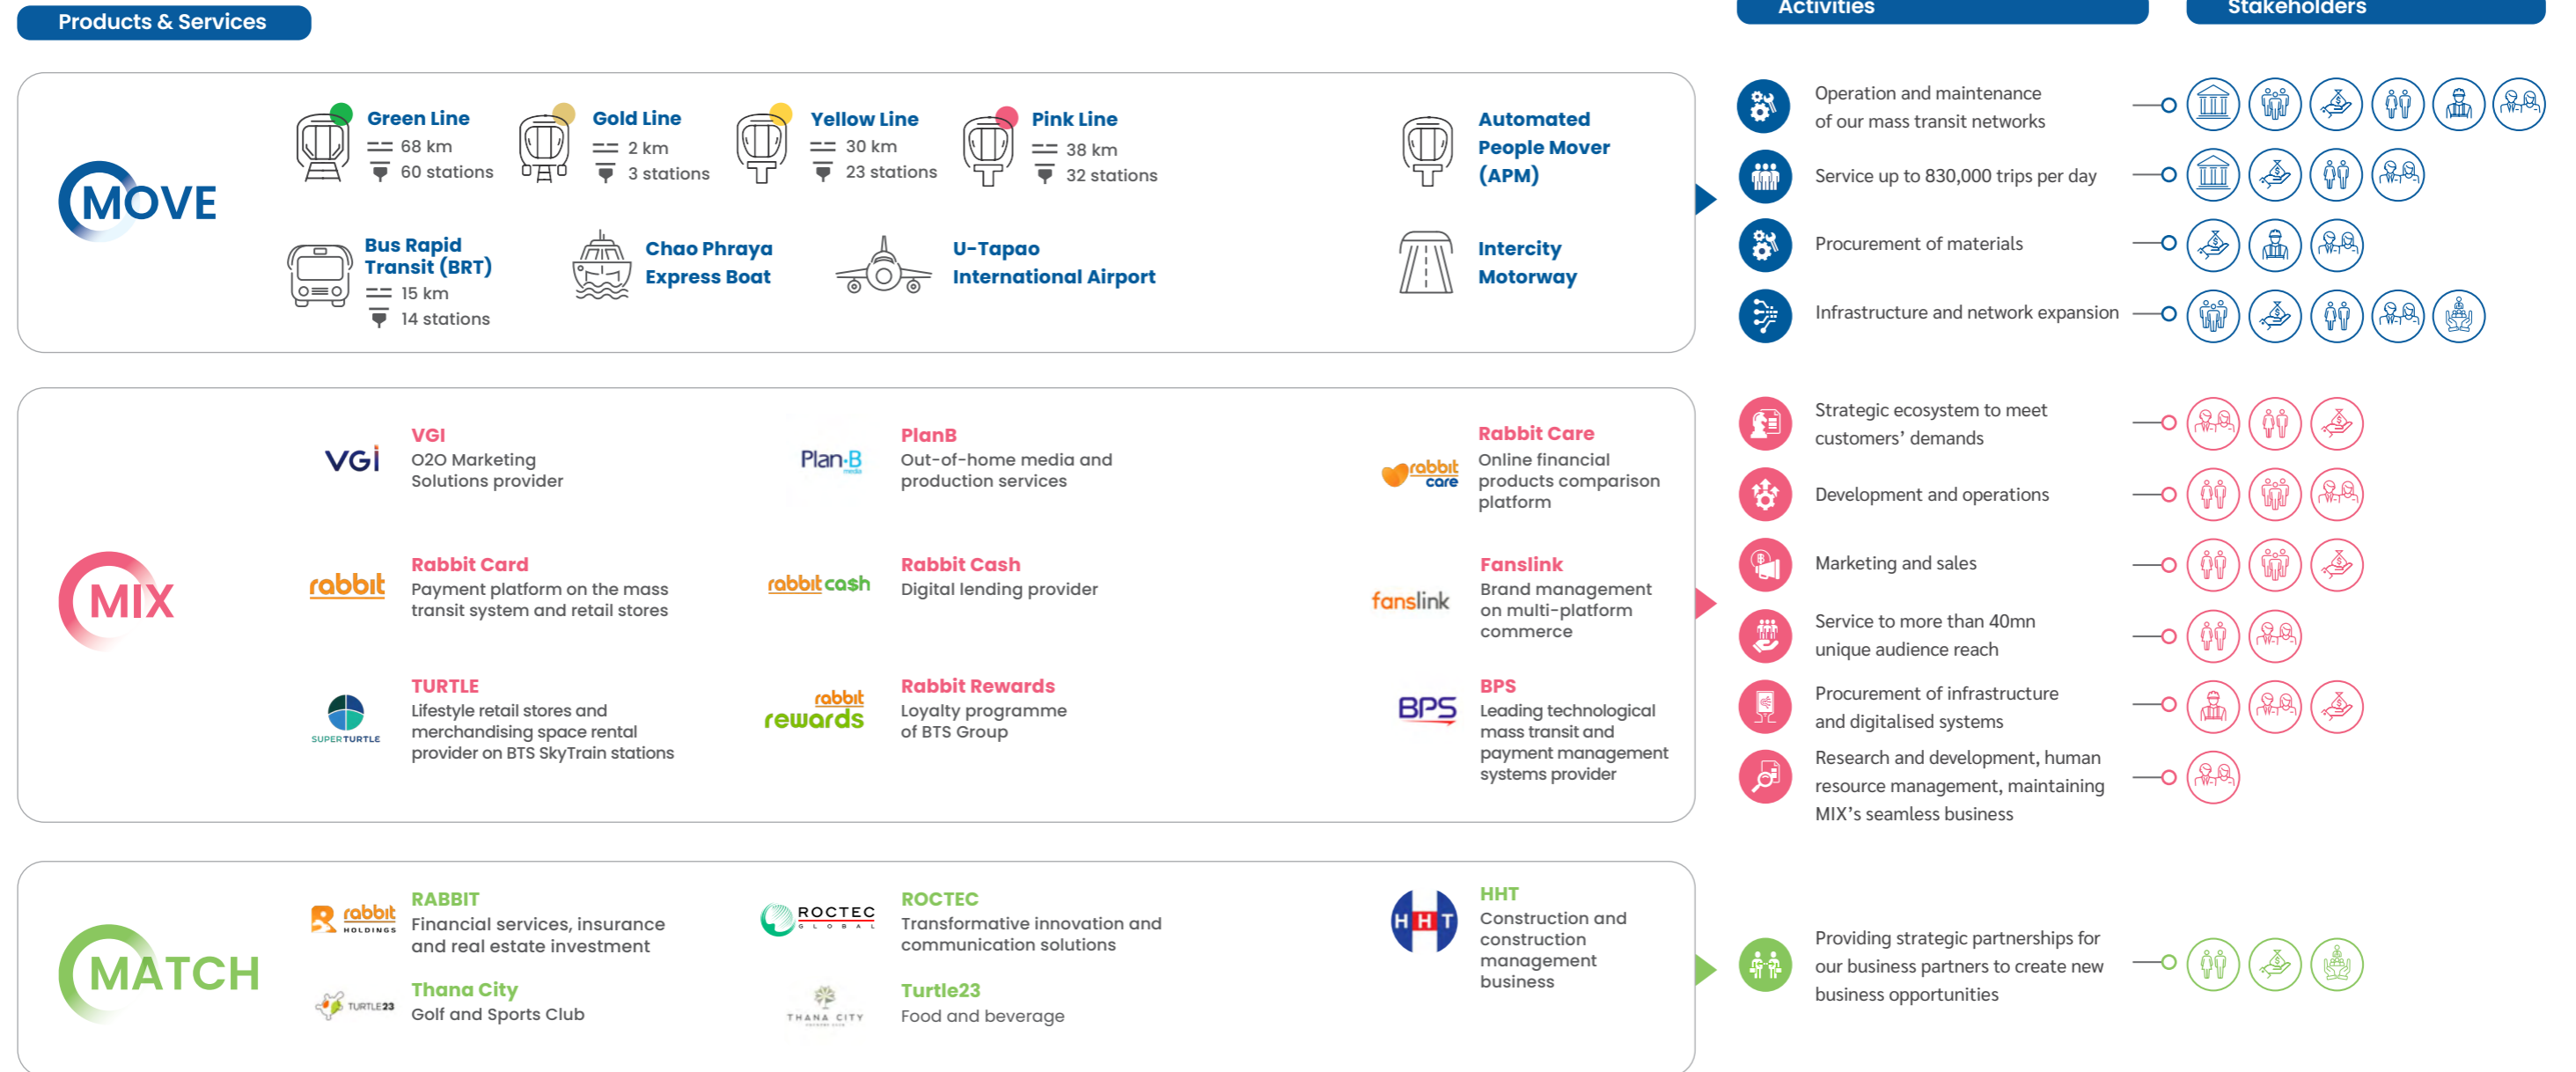 Products & Services
Activities
Stakeholders
MOVE
Green Line
68 km
60 stations
Gold Line
2 km
3 stations
Yellow Line
30 km
23 stations
Pink Line
38 km
32 stations
Automated
People Mover
(APM)
Bus Rapid
Transit (BRT)
15 km
14 stations
Chao Phraya
Express Boat
U-Tapao
International Airport
Intercity
Motorway
Operation and maintenance
of our mass transit networks
Service up to 830,000 trips per day
Procurement of materials
Infrastructure and network expansion
MIX
VGI
VGI
O2O Marketing
Solutions provider
Plan B
media
PlanB
Out-of-home media and
production services
rabbit
care
Rabbit Care
Online financial
products comparison
platform
rabbit
Rabbit Card
Payment platform on the mass
transit system and retail stores
rabbit cash
Rabbit Cash
Digital lending provider
fanslink
Fanslink
Brand management
on multi-platform
commerce
SUPER TURTLE
TURTLE
Lifestyle retail stores and
merchandising space rental
provider on BTS SkyTrain stations
rabbit
rewards
Rabbit Rewards
Loyalty programme
of BTS Group
BPS
BPS
Leading technological
mass transit and
payment management
systems provider
Strategic ecosystem to meet
customers’ demands
Development and operations
Marketing and sales
Service to more than 40mn
unique audience reach
Procurement of infrastructure
and digitalised systems
Research and development, human
resource management, maintaining
MIX’s seamless business
MATCH
rabbit
HOLDINGS
RABBIT
Financial services, insurance
and real estate investment
ROCTEC
GLOBAL
ROCTEC
Transformative innovation and
communication solutions
HHT
HHT
Construction and
construction
management
business
TURTLE23
Thana City
Golf and Sports Club
THANA CITY
Turtle23
Food and beverage
Providing strategic partnerships for
our business partners to create new
business opportunities